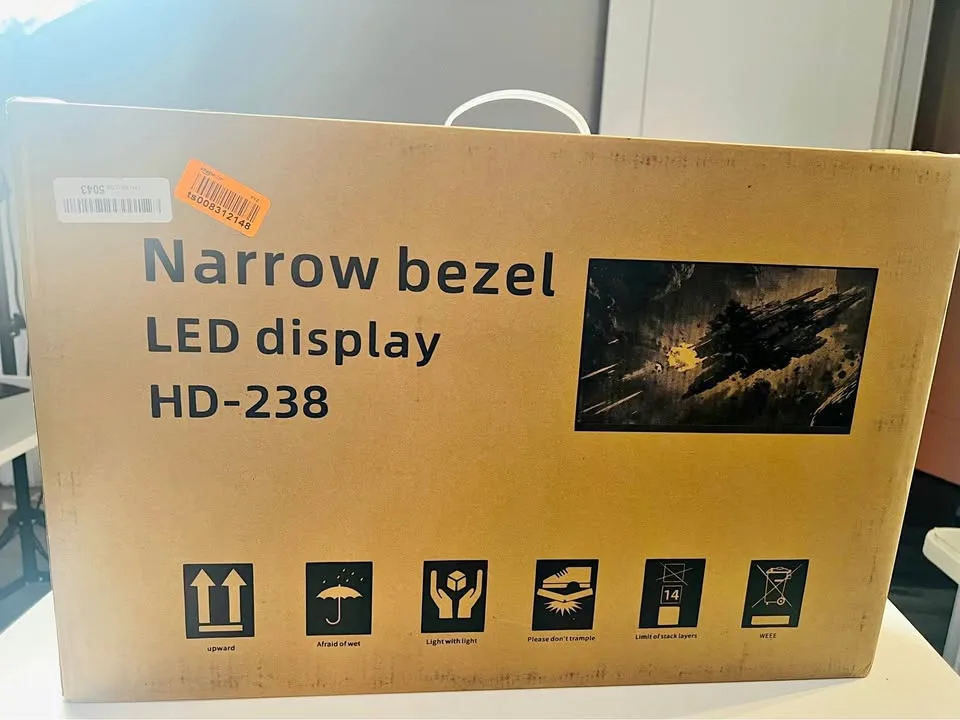 5043
ts008312148
Narrow bezel
LED display
HD-238
14
upward
Afraid of wet
Light with light
Please don't trample
Limit of stack layers
WEEE